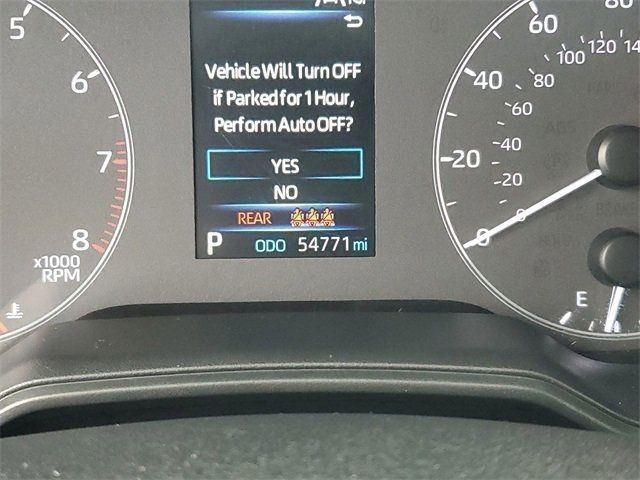 Vehicle Will Turn OFF
if Parked for 1 Hour,
Perform Auto OFF?
YES
NO
REAR
P ODO 54771 mi
5
6
7
8
x1000
RPM
0
20
40
60
80
0
20
40
60
80
100
120
E